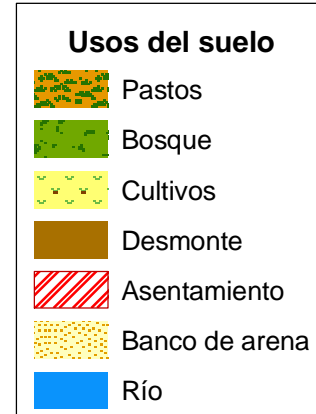 Usos del suelo
Pastos
Bosque
Cultivos
Desmonte
Asentamiento
Banco de arena
Río